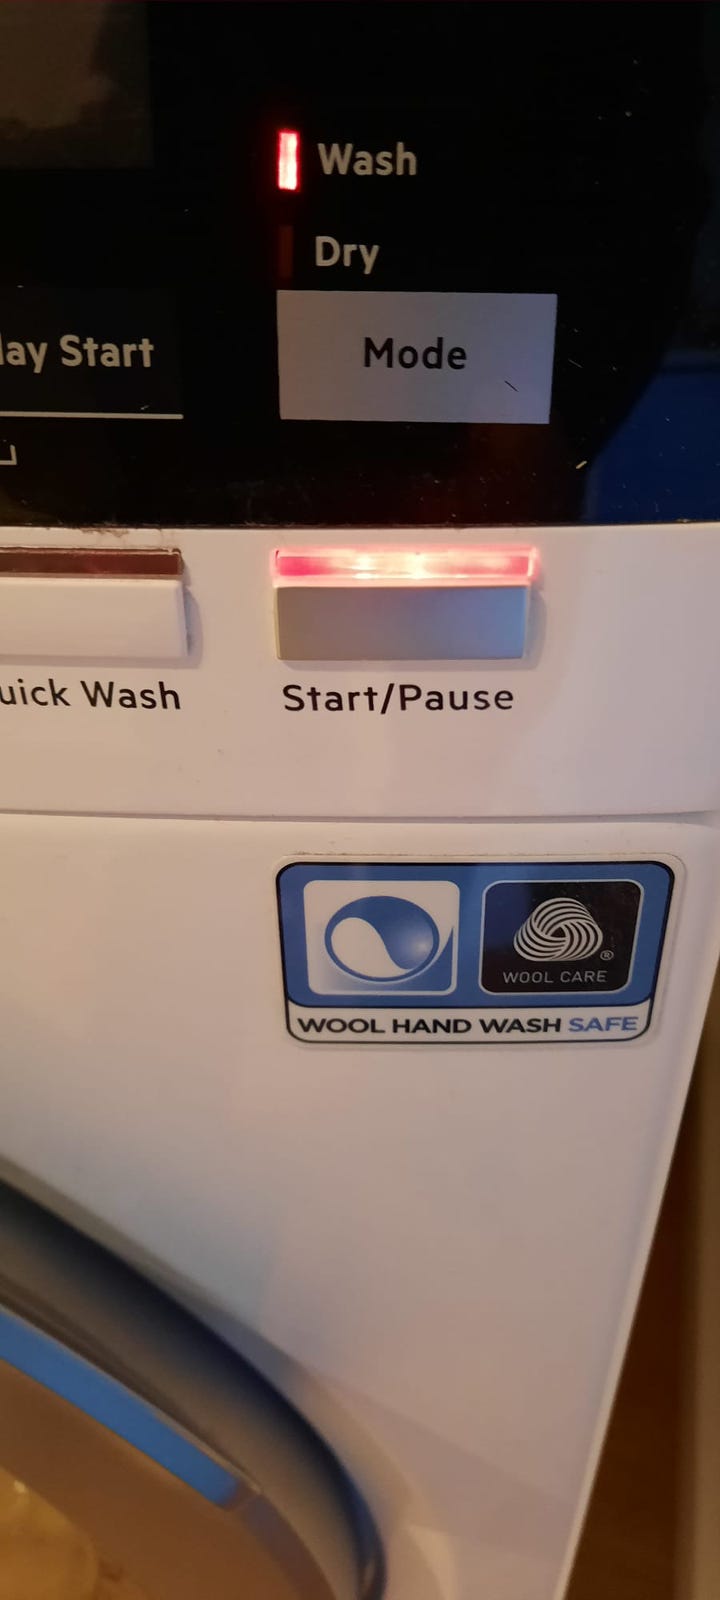 Wash
Dry
lay Start
Mode
uick Wash
Start/Pause
WOOL CARE
®
WOOL HAND WASH SAFE